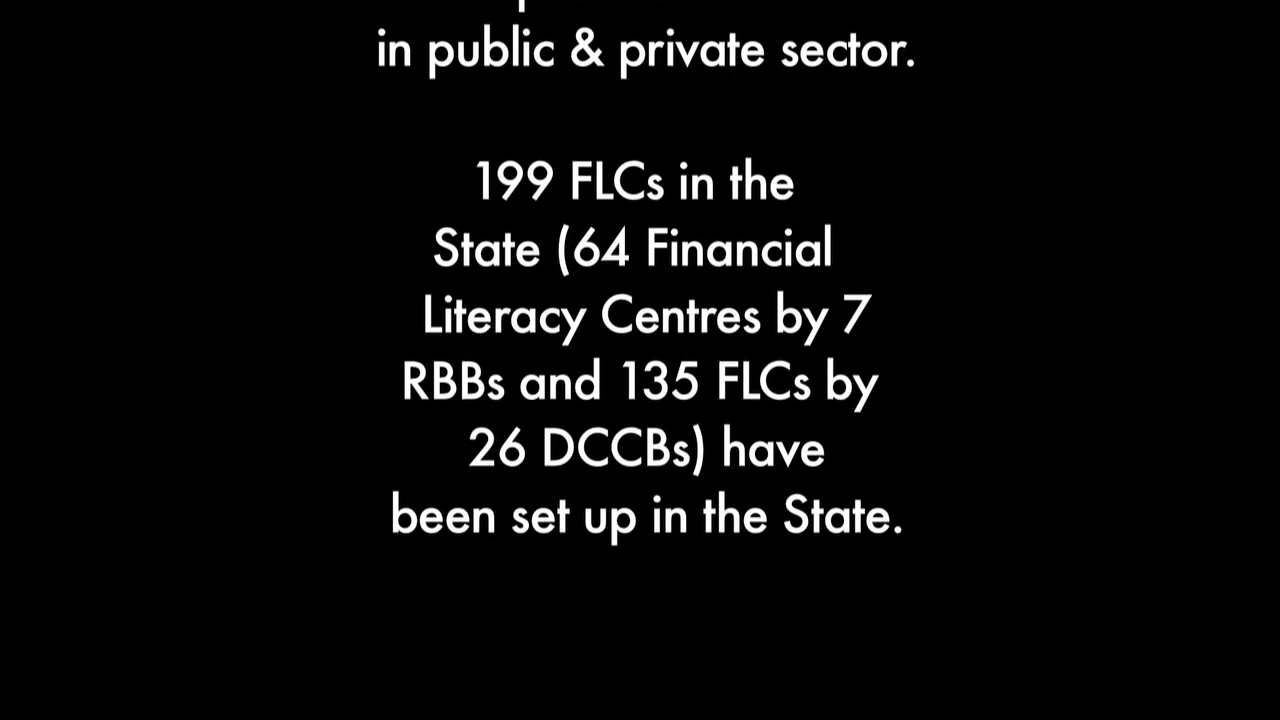 in public & private sector.
199 FLCs in the
State (64 Financial
Literacy Centres by 7
RBBs and 135 FLCs by
26 DCCBs) have
been set up in the State.